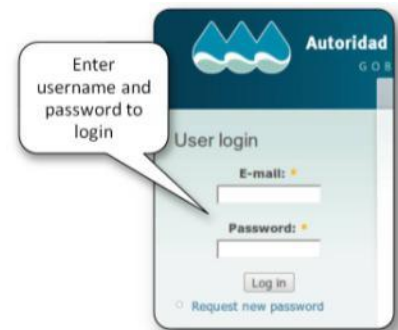 Enter
username and
password to
login
Autoridad
GOB
User login
E-mail: *
Password: *
Log in
Request new password